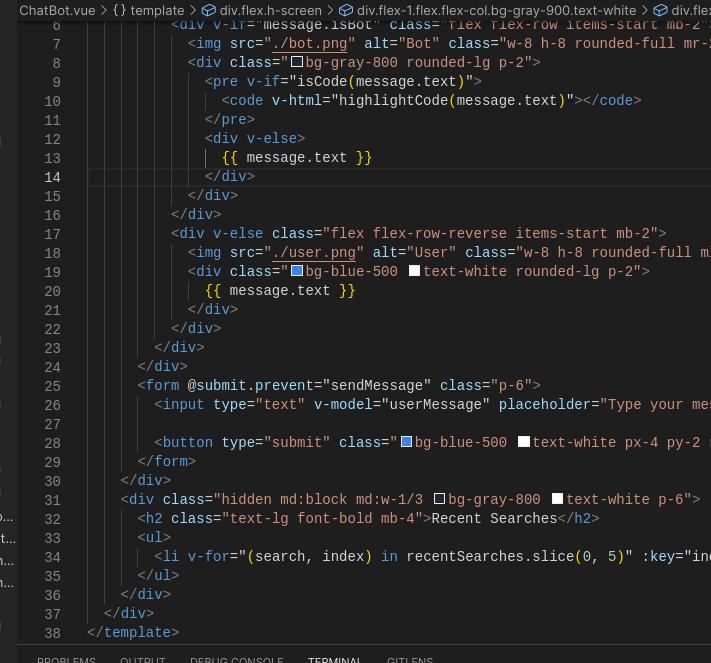 ChatBot.vue > {} template > div.flex.h-screen > div.flex-1.flex.flex-col.bg-gray-900.text-white > div.fle
6 <div v-if="message.isBot" class="flex flex-row items-start mb-2"
7 <img src="./bot.png" alt="Bot" class="w-8 h-8 rounded-full mr-2
8 <div class="bg-gray-800 rounded-lg p-2">
9 <pre v-if="isCode(message.text)">
10 <code v-html="highlightCode(message.text)"></code>
11 </pre>
12 <div v-else>
13 {{ message.text }}
14 </div>
15 </div>
16 </div>
17 <div v-else class="flex flex-row-reverse items-start mb-2">
18 <img src="./user.png" alt="User" class="w-8 h-8 rounded-full m
19 <div class="bg-blue-500 text-white rounded-lg p-2">
20 {{ message.text }}
21 </div>
22 </div>
23 </div>
24 </div>
25 <form @submit.prevent="sendMessage" class="p-6">
26 <input type="text" v-model="userMessage" placeholder="Type your mes
27
28 <button type="submit" class="bg-blue-500 text-white px-4 py-2 r
29 </form>
30 </div>
31 <div class="hidden md:block md:w-1/3 bg-gray-800 text-white p-6">
32 <h2 class="text-lg font-bold mb-4">Recent Searches</h2>
33 <ul>
34 <li v-for="(search, index) in recentSearches.slice(0, 5)" :key="ind
35 </ul>
36 </div>
37 </div>
38 </template>
PROBLEMS OUTPUT DEBUG CONSOLE TERMINAL GITLENS